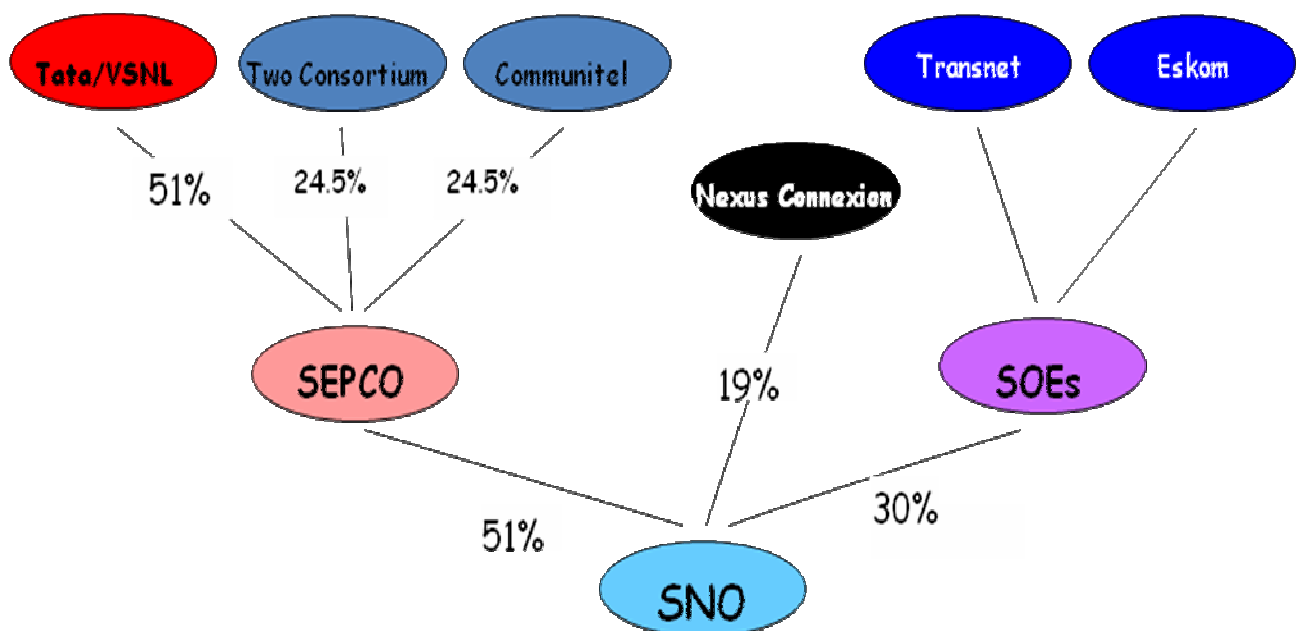 Tata/VSNL
Two Consortium
Communitel
Transnet
Eskom
51%
24.5%
24.5%
Nexus Connexion
SEPCO
19%
SOEs
51%
30%
SNO